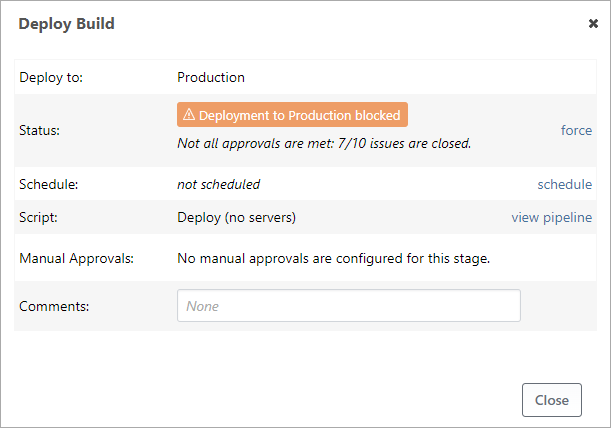 Deploy Build ✖
Deploy to: Production
Status: ⚠ Deployment to Production blocked force
Not all approvals are met: 7/10 issues are closed.
Schedule: not scheduled schedule
Script: Deploy (no servers) view pipeline
Manual Approvals: No manual approvals are configured for this stage.
Comments: None
Close